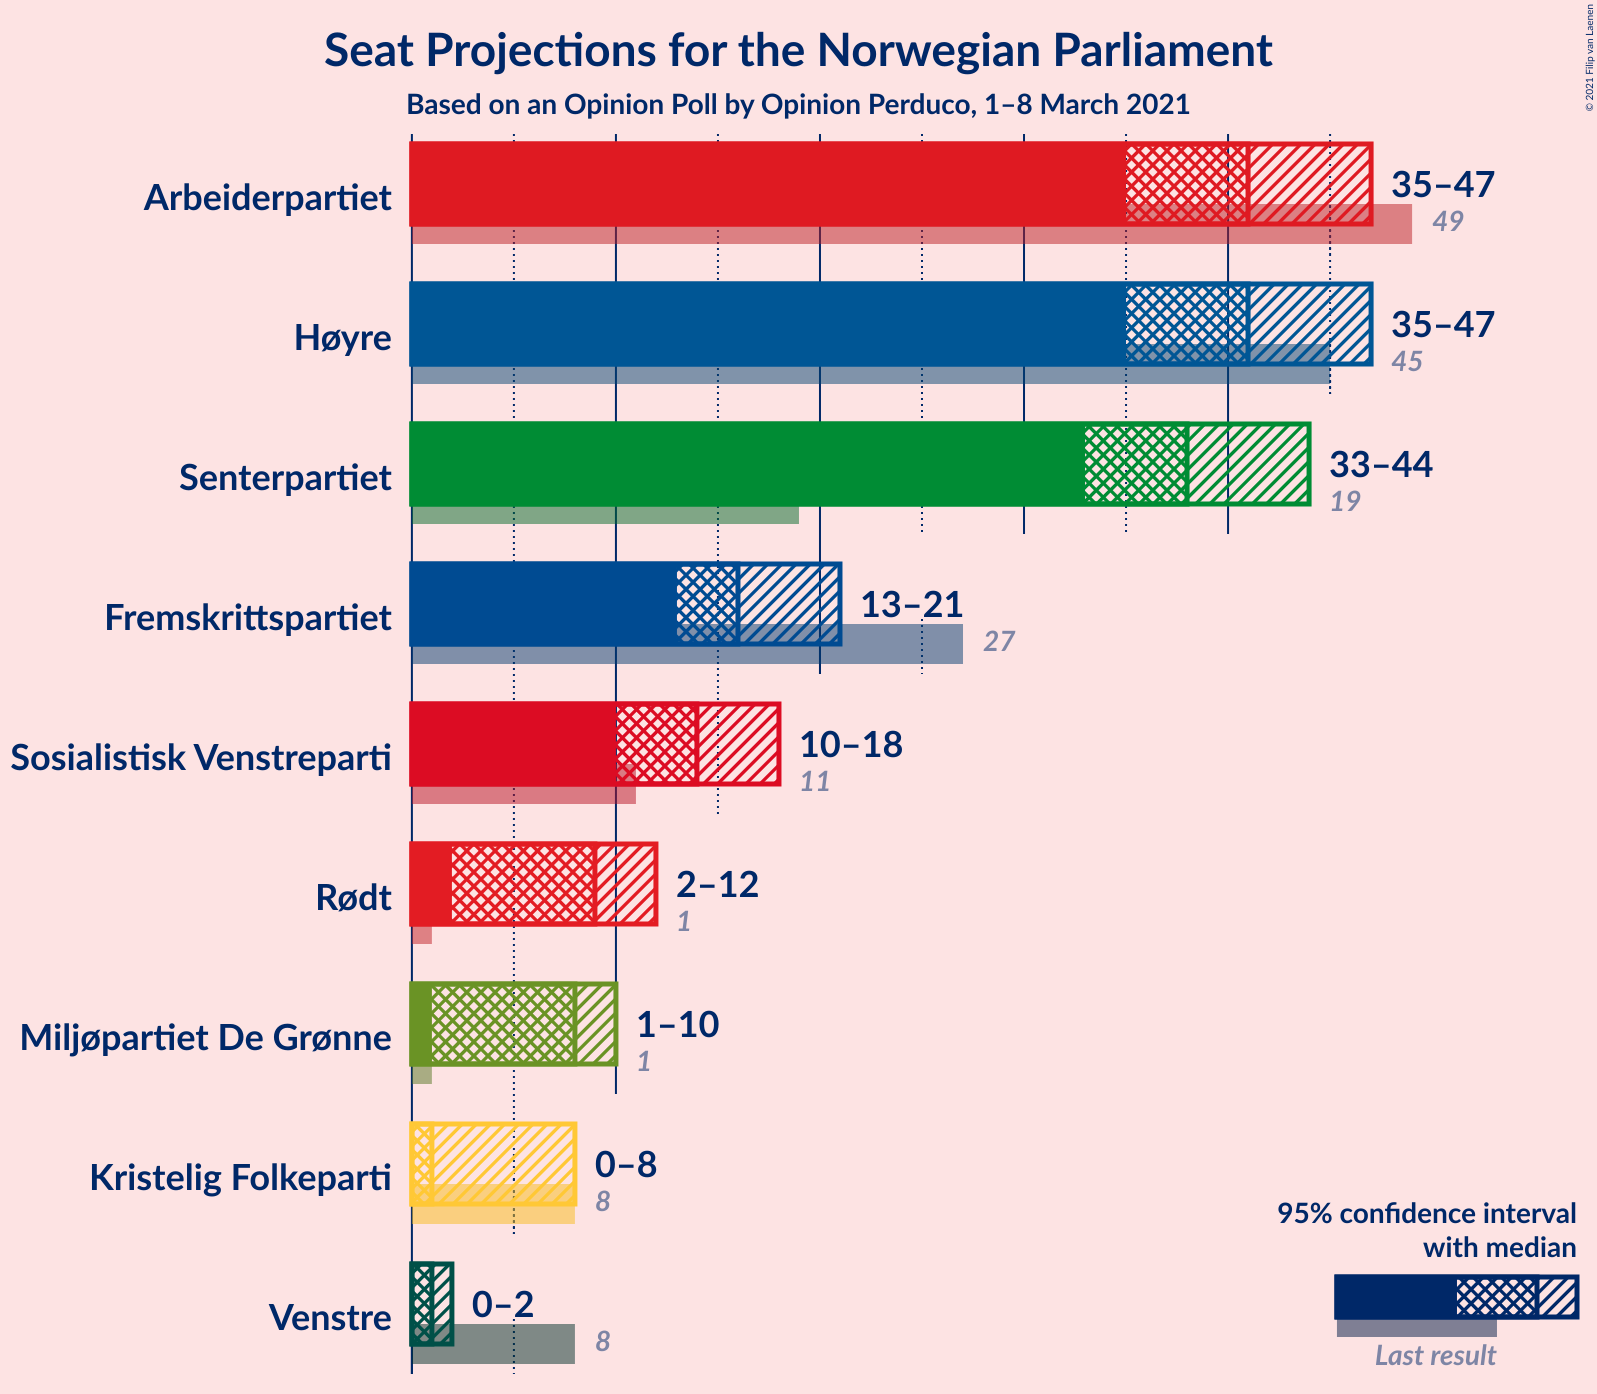 Seat Projections for the Norwegian Parliament
Based on an Opinion Poll by Opinion Perduco, 1–8 March 2021
© 2021 Filip van Laenen
Arbeiderpartiet
35–47
49
Høyre
35–47
45
Senterpartiet
33–44
19
Fremskrittspartiet
13–21
27
Sosialistisk Venstreparti
10–18
11
Rødt
2–12
1
Miljøpartiet De Grønne
1–10
1
Kristelig Folkeparti
0–8
8
Venstre
0–2
8
95% confidence interval
with median
Last result